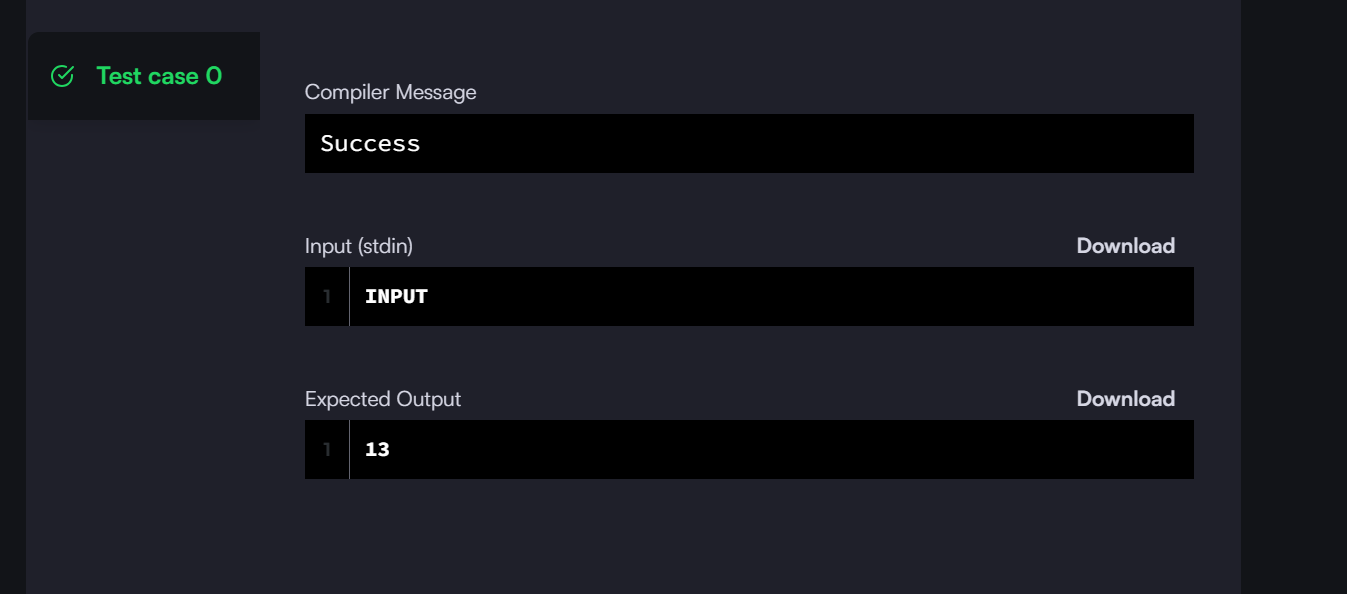 Test case 0
Compiler Message
Success
Input (stdin)
Download
1
INPUT
Expected Output
Download
1
13